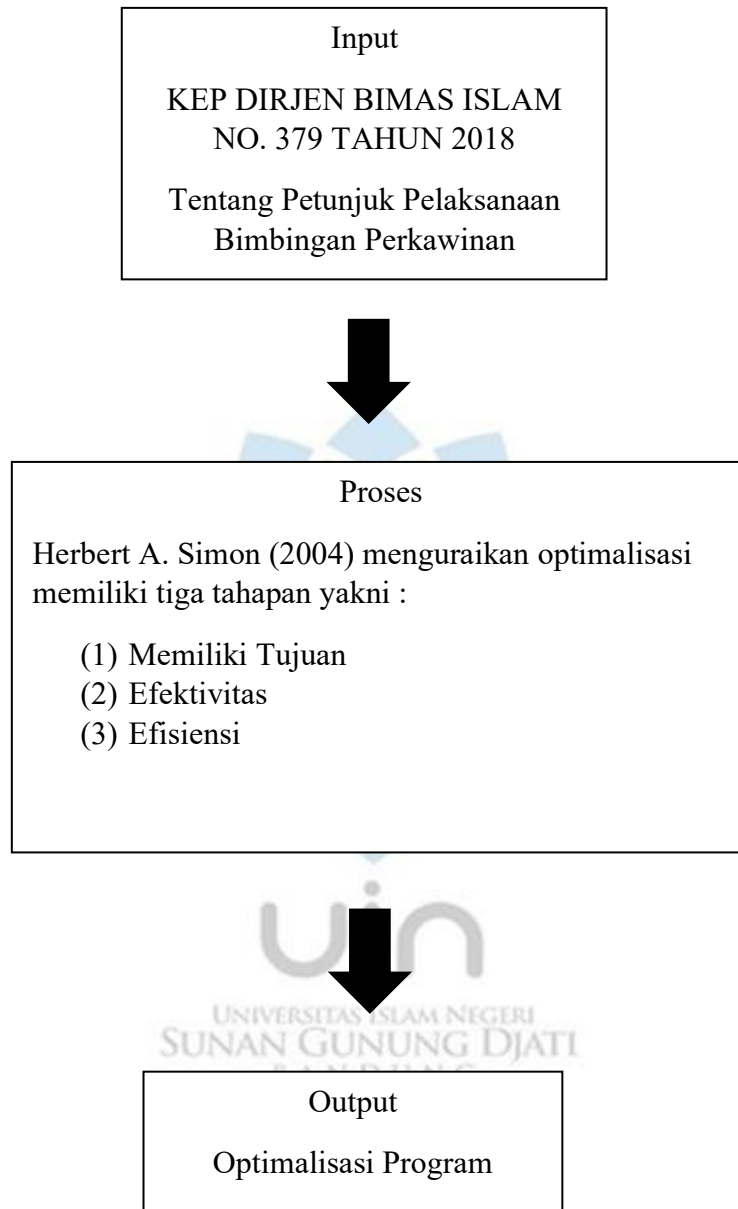 Input
KEP DIRJEN BIMAS ISLAM
NO. 379 TAHUN 2018
Tentang Petunjuk Pelaksanaan
Bimbingan Perkawinan
Proses
Herbert A. Simon (2004) menguraikan optimalisasi
memiliki tiga tahapan yakni :
(1) Memiliki Tujuan
(2) Efektivitas
(3) Efisiensi
uin
UNIVERSITAS ISLAM NEGERI
SUNAN GUNUNG DJATI
Output
Optimalisasi Program